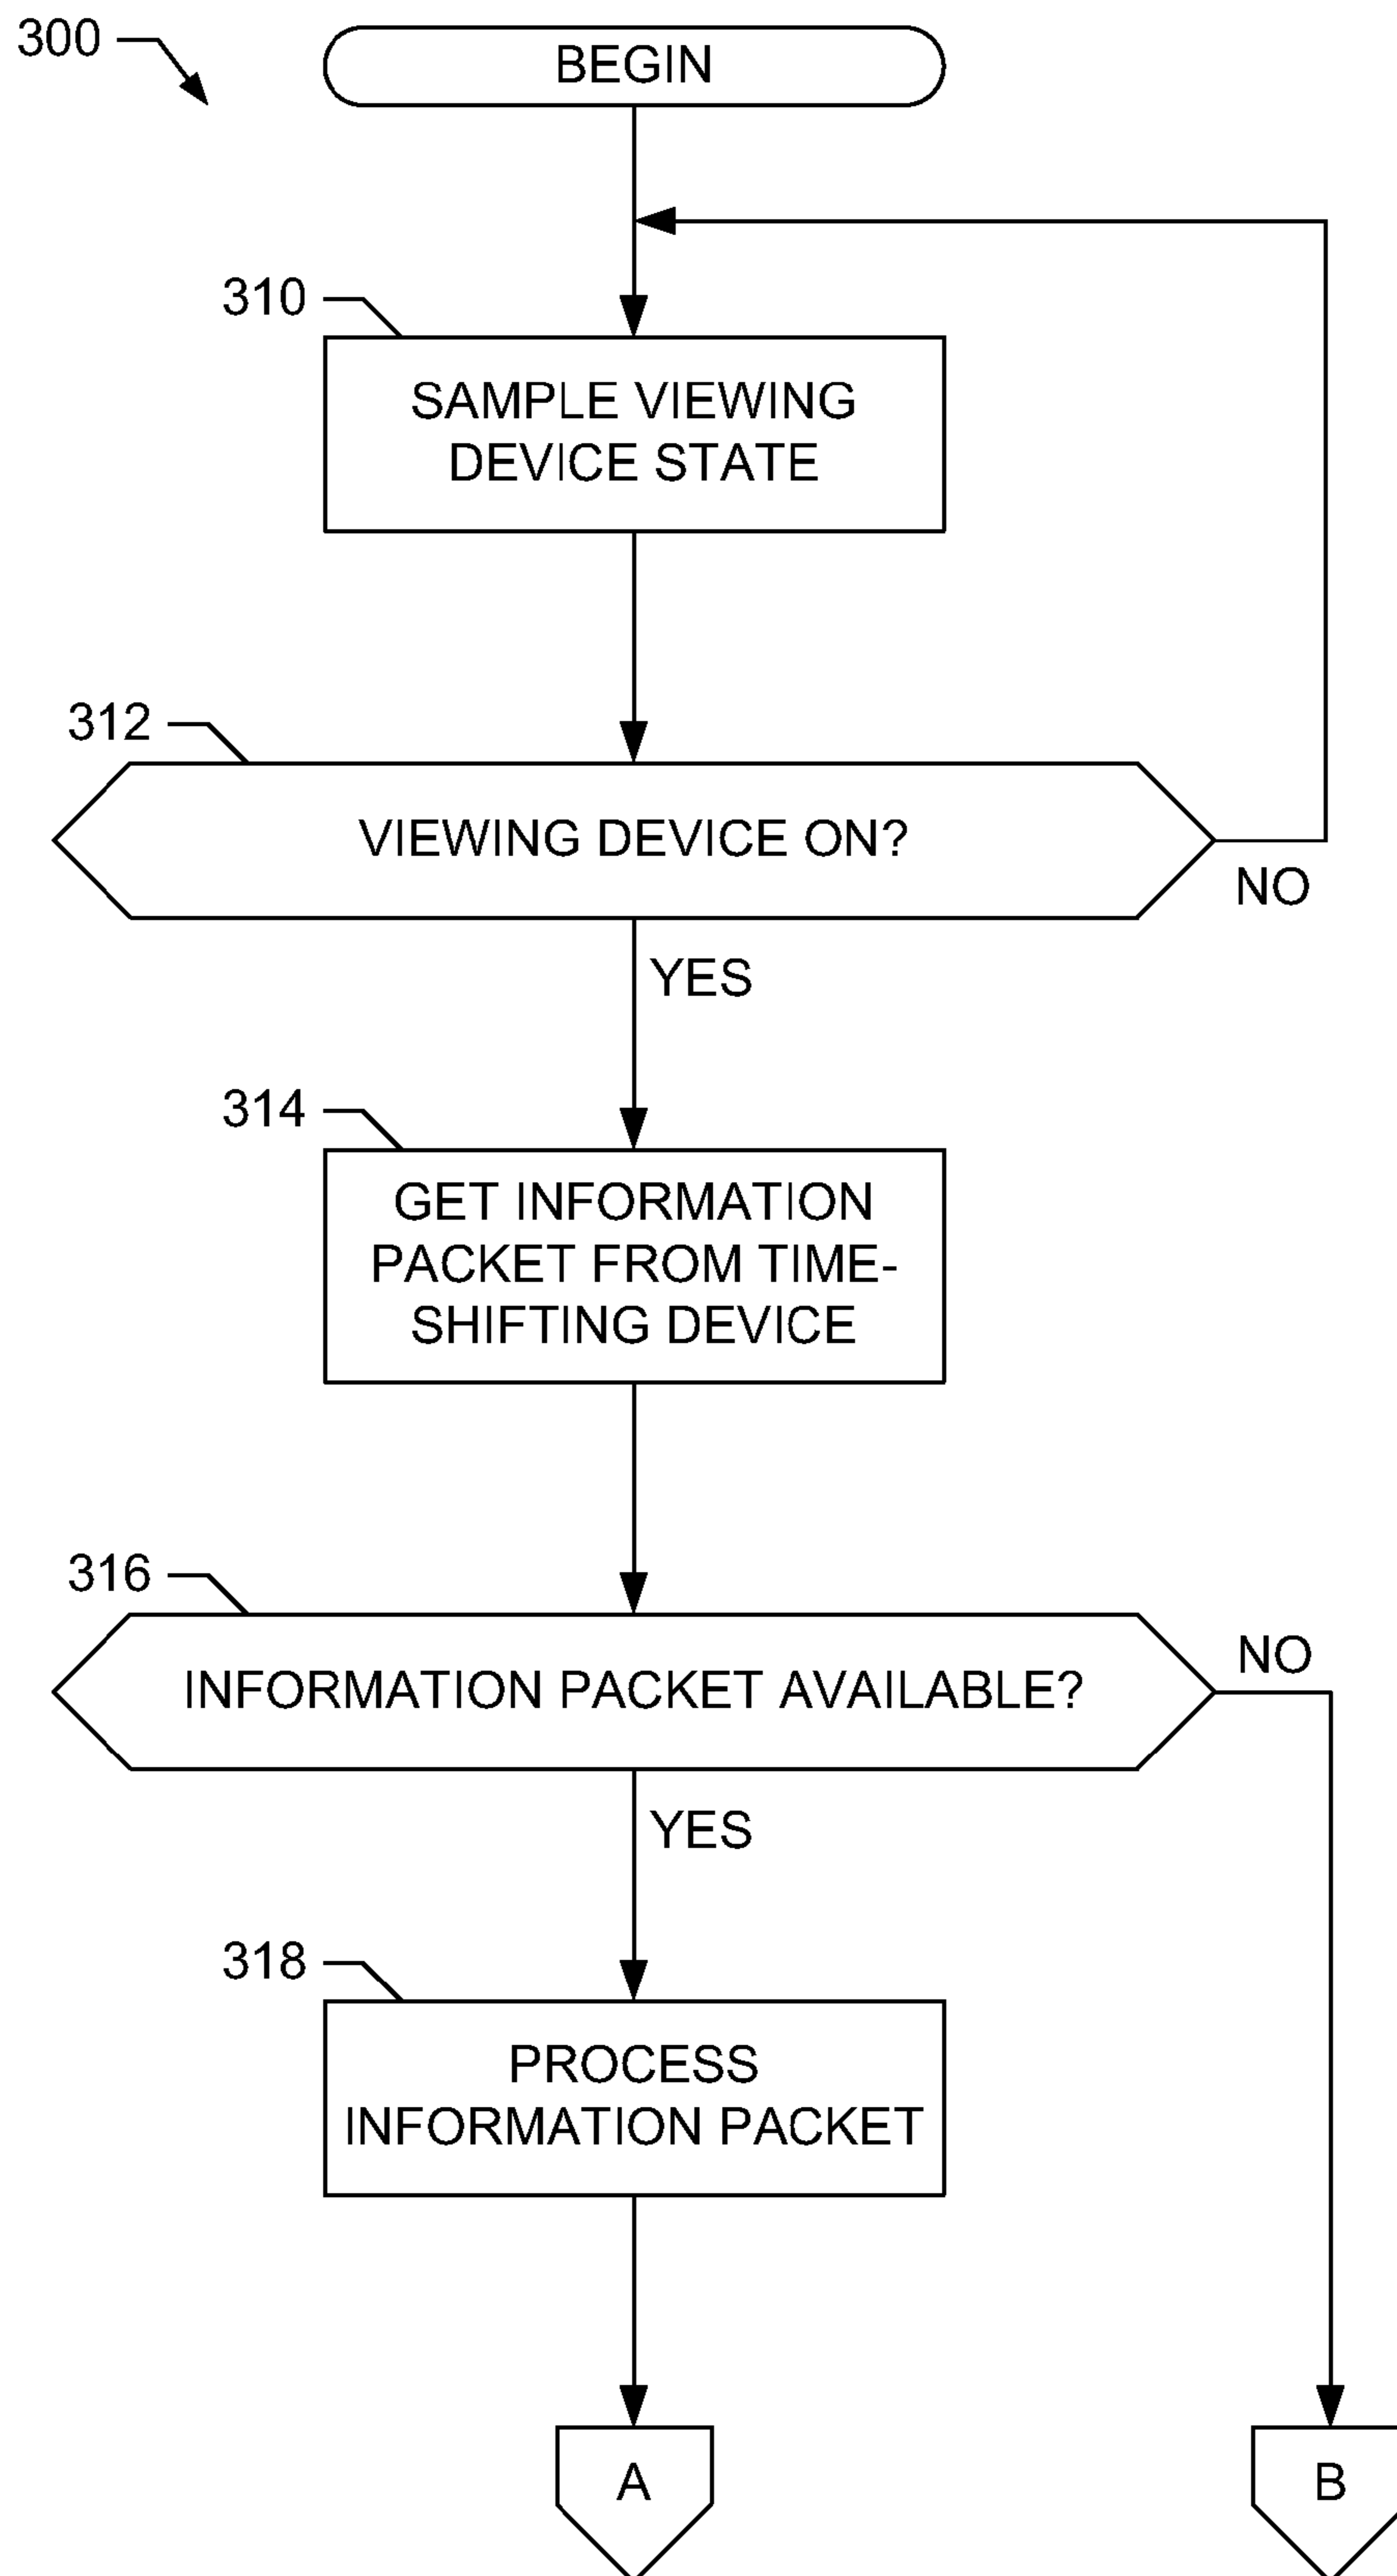 300
BEGIN
310
SAMPLE VIEWING
DEVICE STATE
312
VIEWING DEVICE ON?
NO
YES
314
GET INFORMATION
PACKET FROM TIME-
SHIFTING DEVICE
316
INFORMATION PACKET AVAILABLE?
NO
YES
318
PROCESS
INFORMATION PACKET
A
B